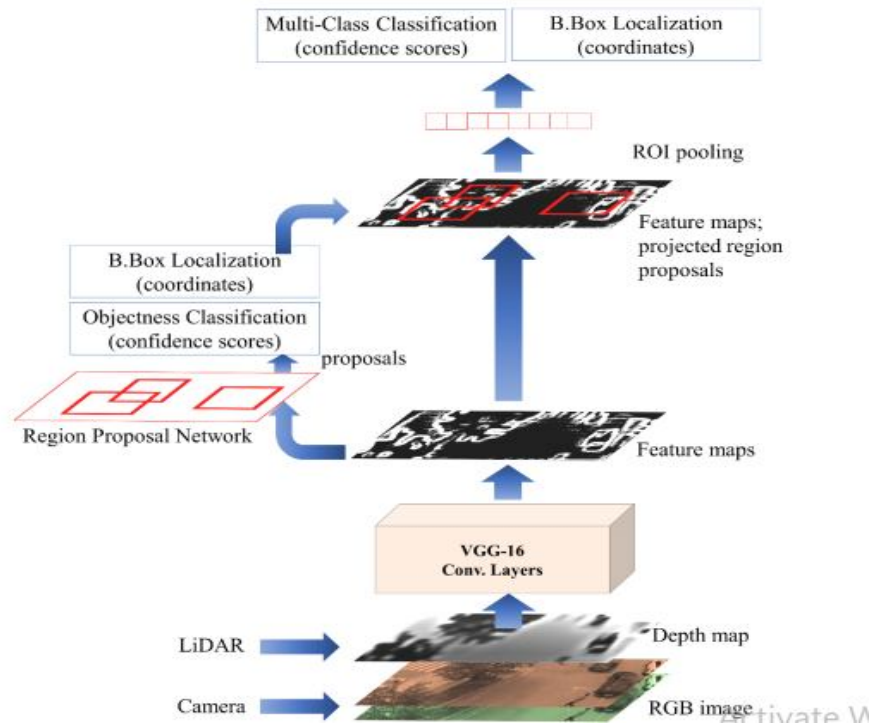 Multi-Class Classification
(confidence scores)
B.Box Localization
(coordinates)
ROI pooling
Feature maps;
projected region
proposals
B.Box Localization
(coordinates)
Objectness Classification
(confidence scores)
proposals
Region Proposal Network
Feature maps
VGG-16
Conv. Layers
LiDAR
Depth map
Camera
RGB image
Activate W